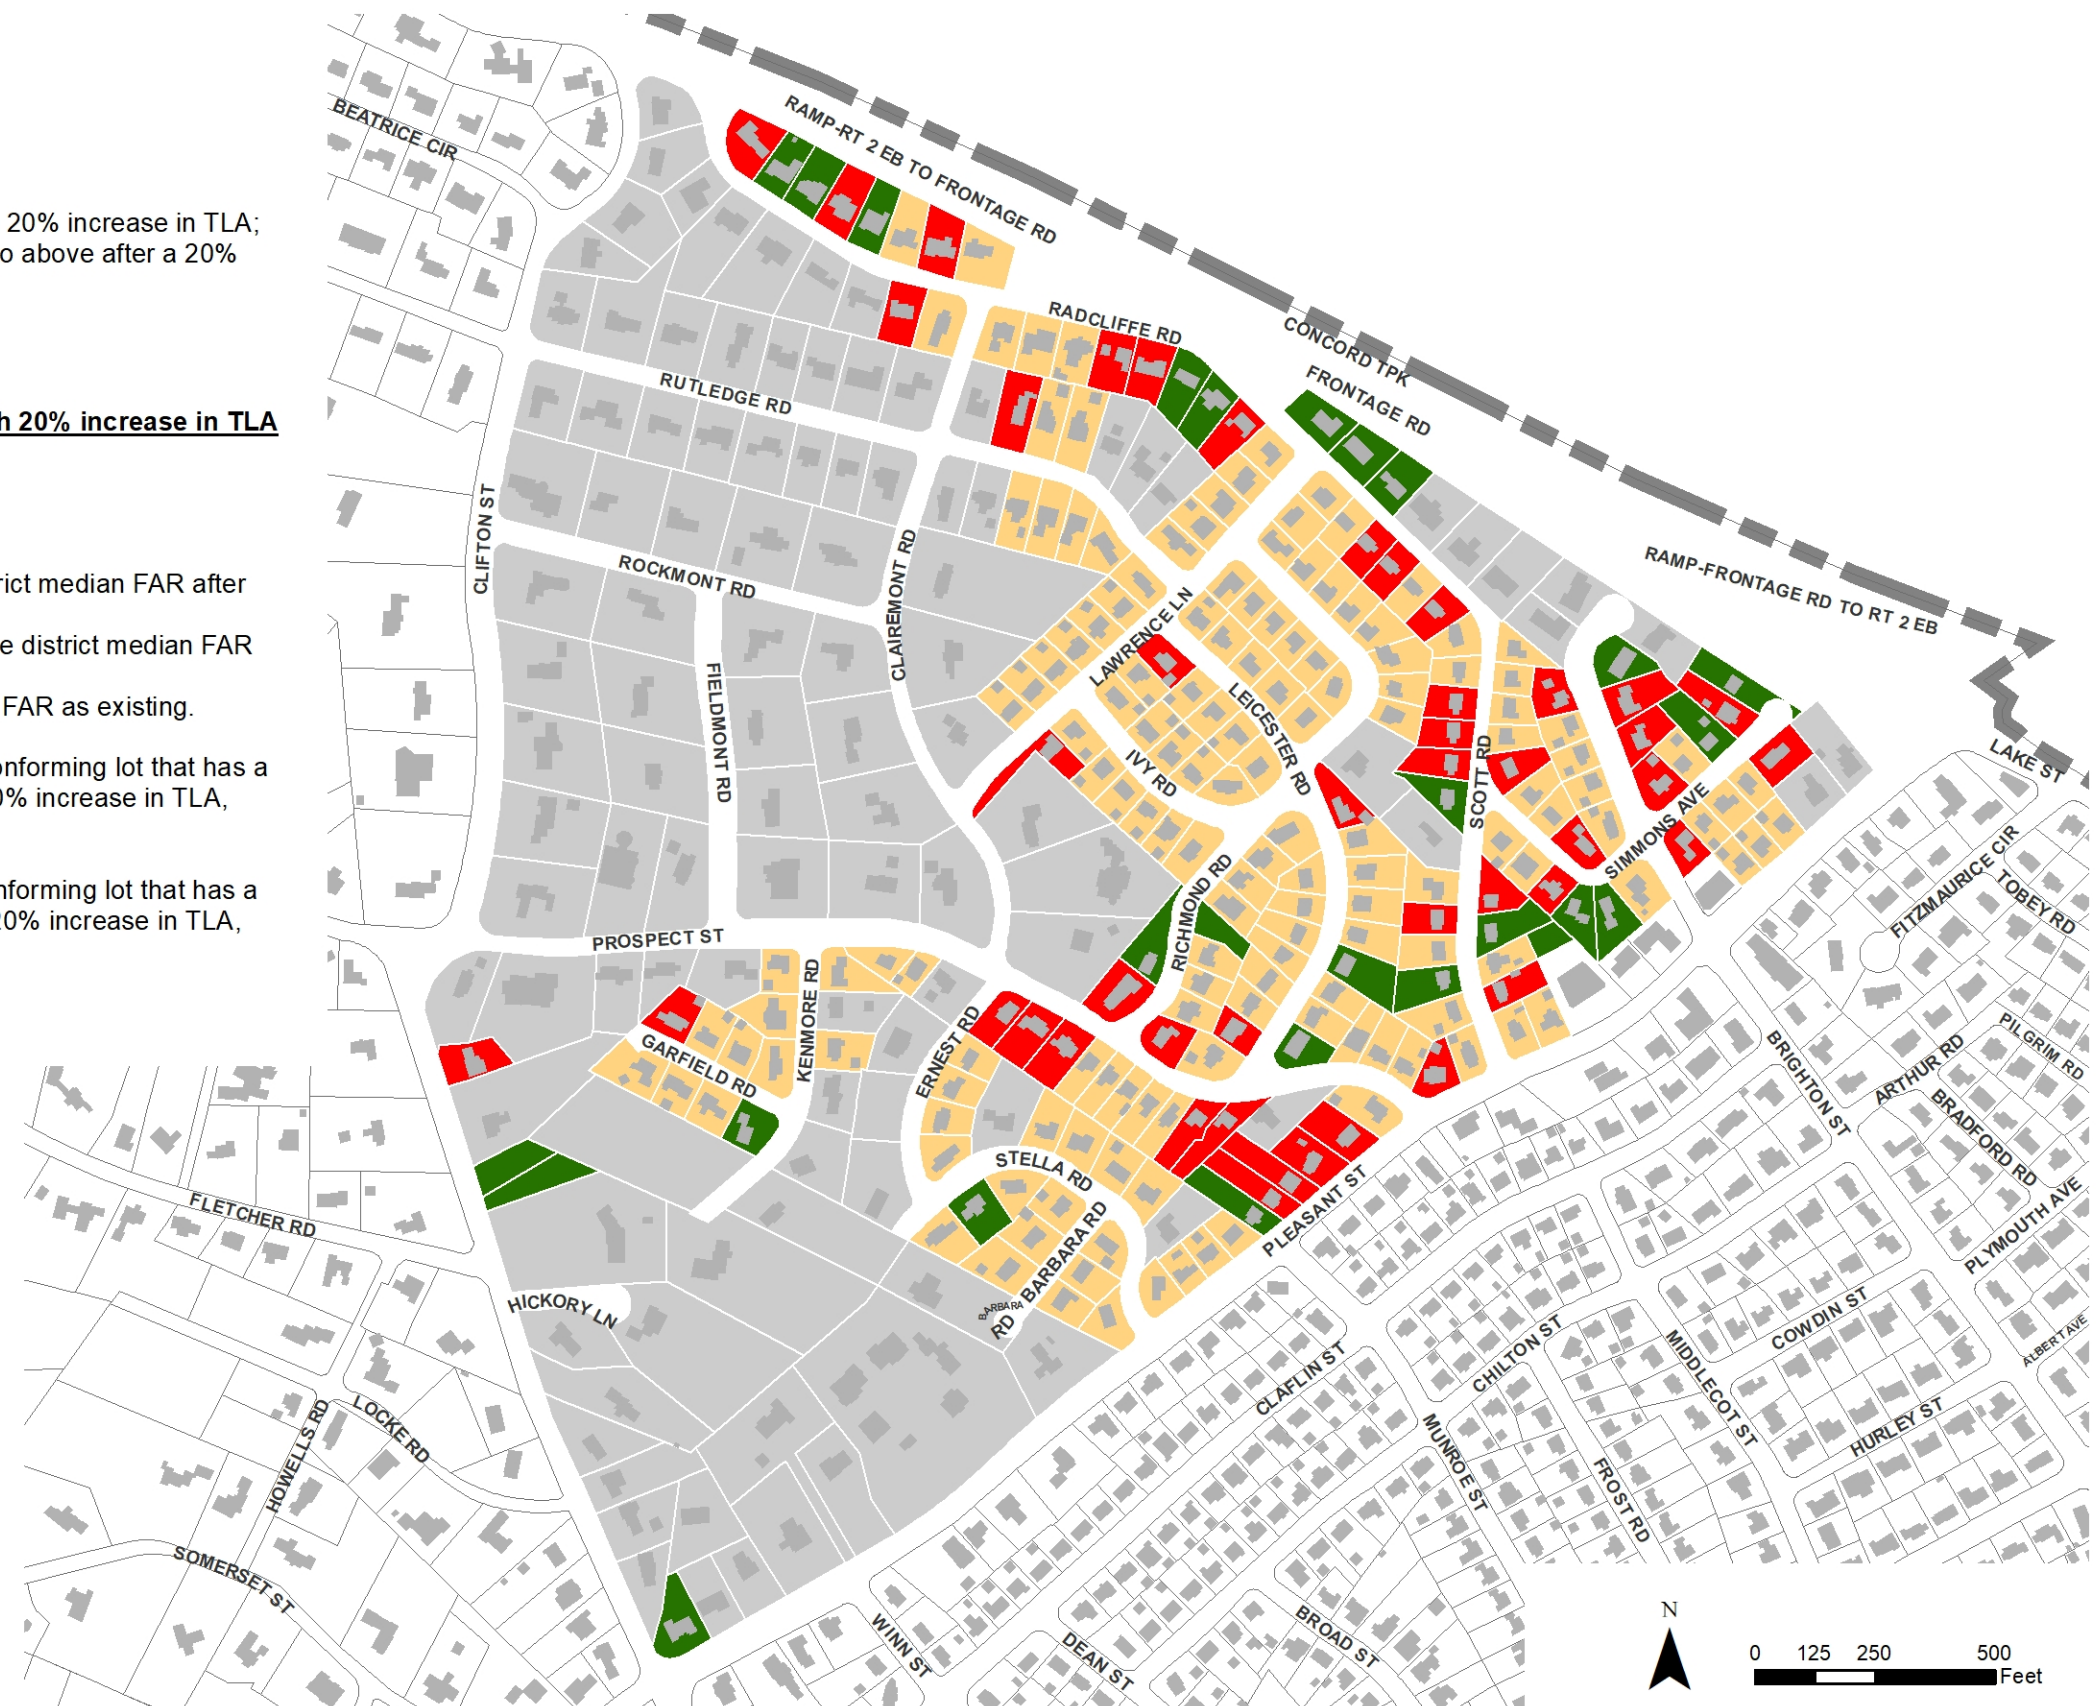 20% increase in TLA;
o above after a 20%
h 20% increase in TLA
rict median FAR after
e district median FAR
FAR as existing.
onforming lot that has a
0% increase in TLA,
nforming lot that has a
20% increase in TLA,
BEATRICE CIR
RAMP-RT 2 EB TO FRONTAGE RD
RADCLIFFE RD
CONCORD TPK
FRONTAGE RD
RUTLEDGE RD
CLIFTON ST
ROCKMONT RD
CLAIREMONT RD
RAMP-FRONTAGE RD TO RT 2 EB
LAWRENCE LN
LEICESTER RD
FIELDMONT RD
IVY RD
SCOTT RD
LAKE ST
SIMMONS AVE
FITZMAURICE CIR
TOBEY RD
RICHMOND RD
PROSPECT ST
KENMORE RD
ERNEST RD
GARFIELD RD
PILGRIM RD
ARTHUR RD
BRIGHTON ST
BRADFORD RD
STELLA RD
BARBARA RD
PLEASANT ST
PLYMOUTH AVE
FLETCHER RD
HICKORY LN
BARBARA
RD
COWDIN ST
CHILTON ST
MIDDLECOT ST
ALBERT AVE
CLAFLIN ST
HURLEY ST
LOCKE RD
HOWELLS RD
MUNROE ST
FROST RD
SOMERSET ST
WINN ST
DEAN ST
BROAD ST
N
0 125 250 500
Feet